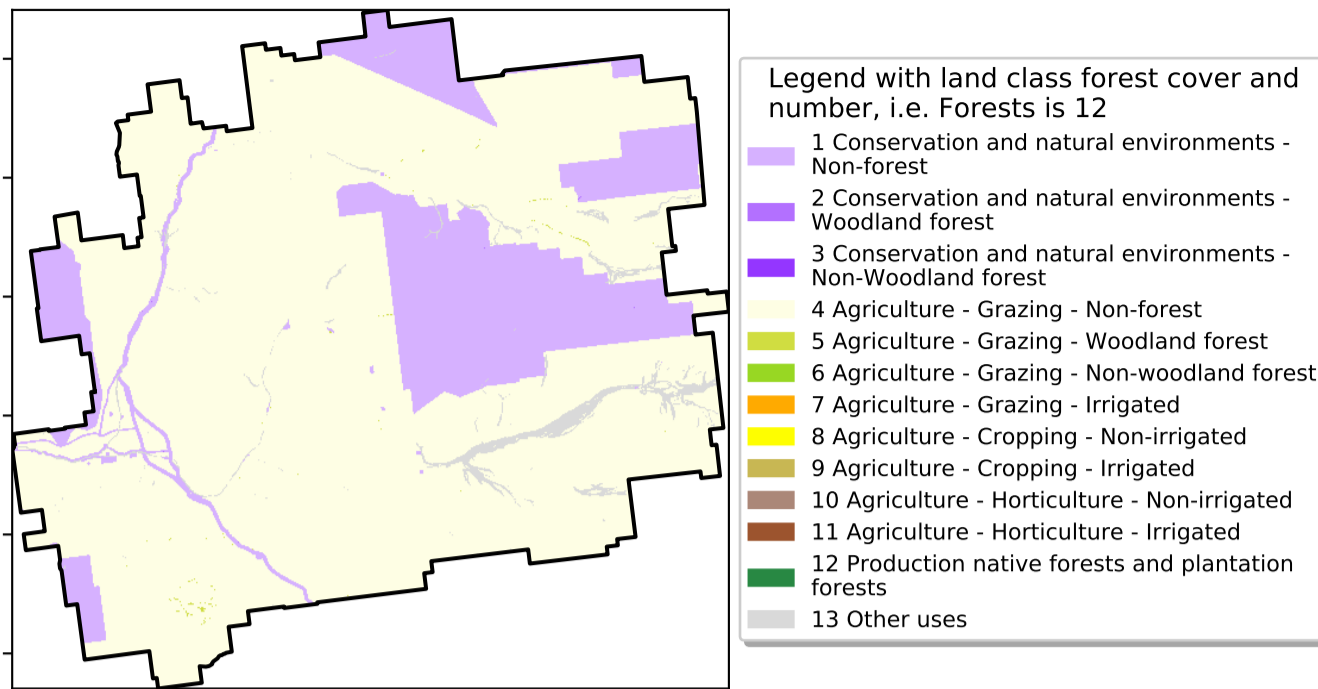 Legend with land class forest cover and
number, i.e. Forests is 12
1 Conservation and natural environments -
Non-forest
2 Conservation and natural environments -
Woodland forest
3 Conservation and natural environments -
Non-Woodland forest
4 Agriculture - Grazing - Non-forest
5 Agriculture - Grazing - Woodland forest
6 Agriculture - Grazing - Non-woodland forest
7 Agriculture - Grazing - Irrigated
8 Agriculture - Cropping - Non-irrigated
9 Agriculture - Cropping - Irrigated
10 Agriculture - Horticulture - Non-irrigated
11 Agriculture - Horticulture - Irrigated
12 Production native forests and plantation
forests
13 Other uses